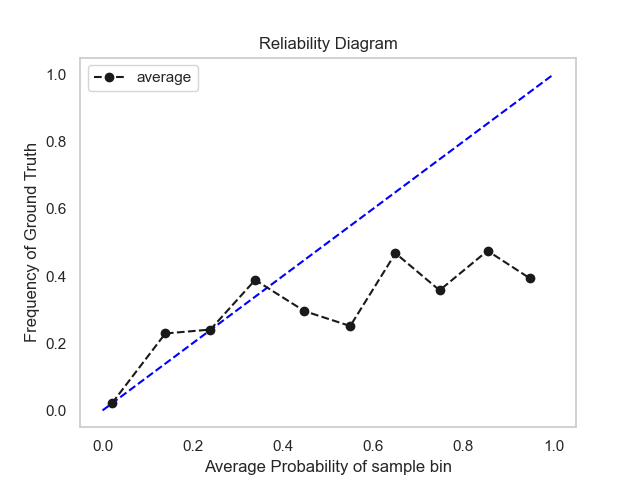 Reliability Diagram
average
Frequency of Ground Truth
1.0
0.8
0.6
0.4
0.2
0.0
0.0 0.2 0.4 0.6 0.8 1.0
Average Probability of sample bin